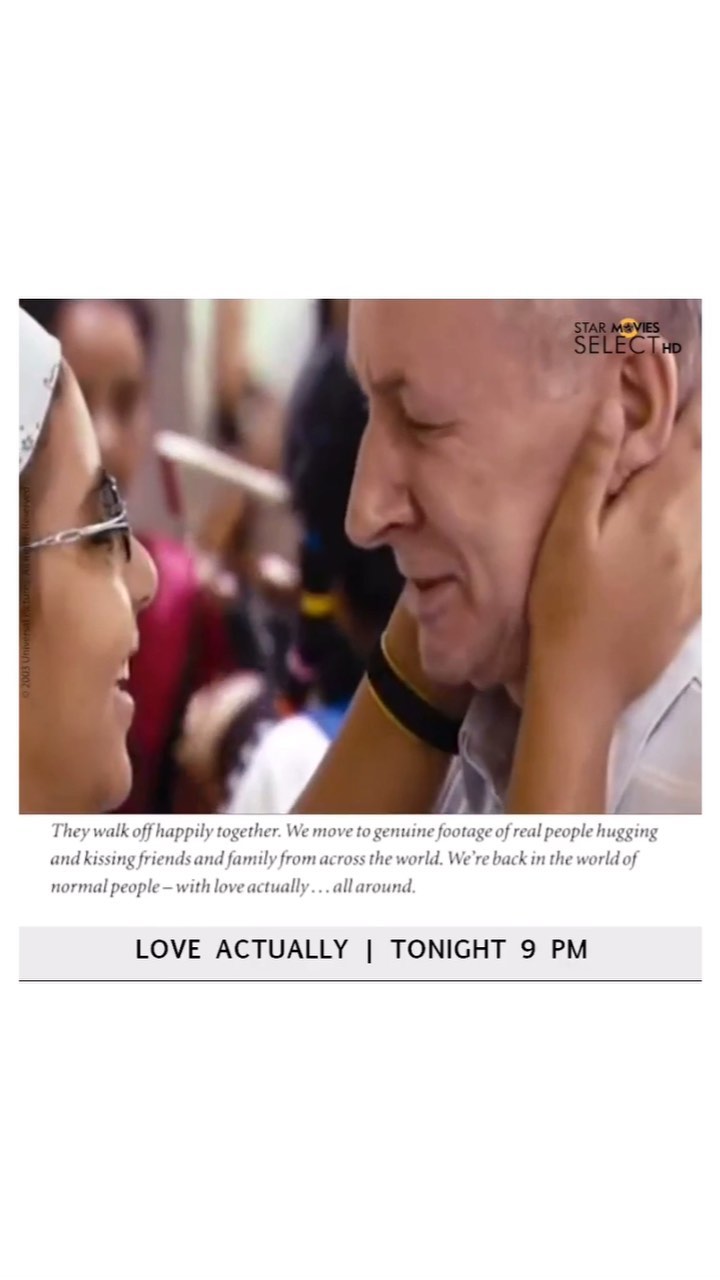 STAR MOVIES
SELECT HD
© 2003 Universal
They walk off happily together. We move to genuine footage of real people hugging
and kissing friends and family from across the world. We're back in the world of
normal people – with love actually... all around.
LOVE ACTUALLY | TONIGHT 9 PM